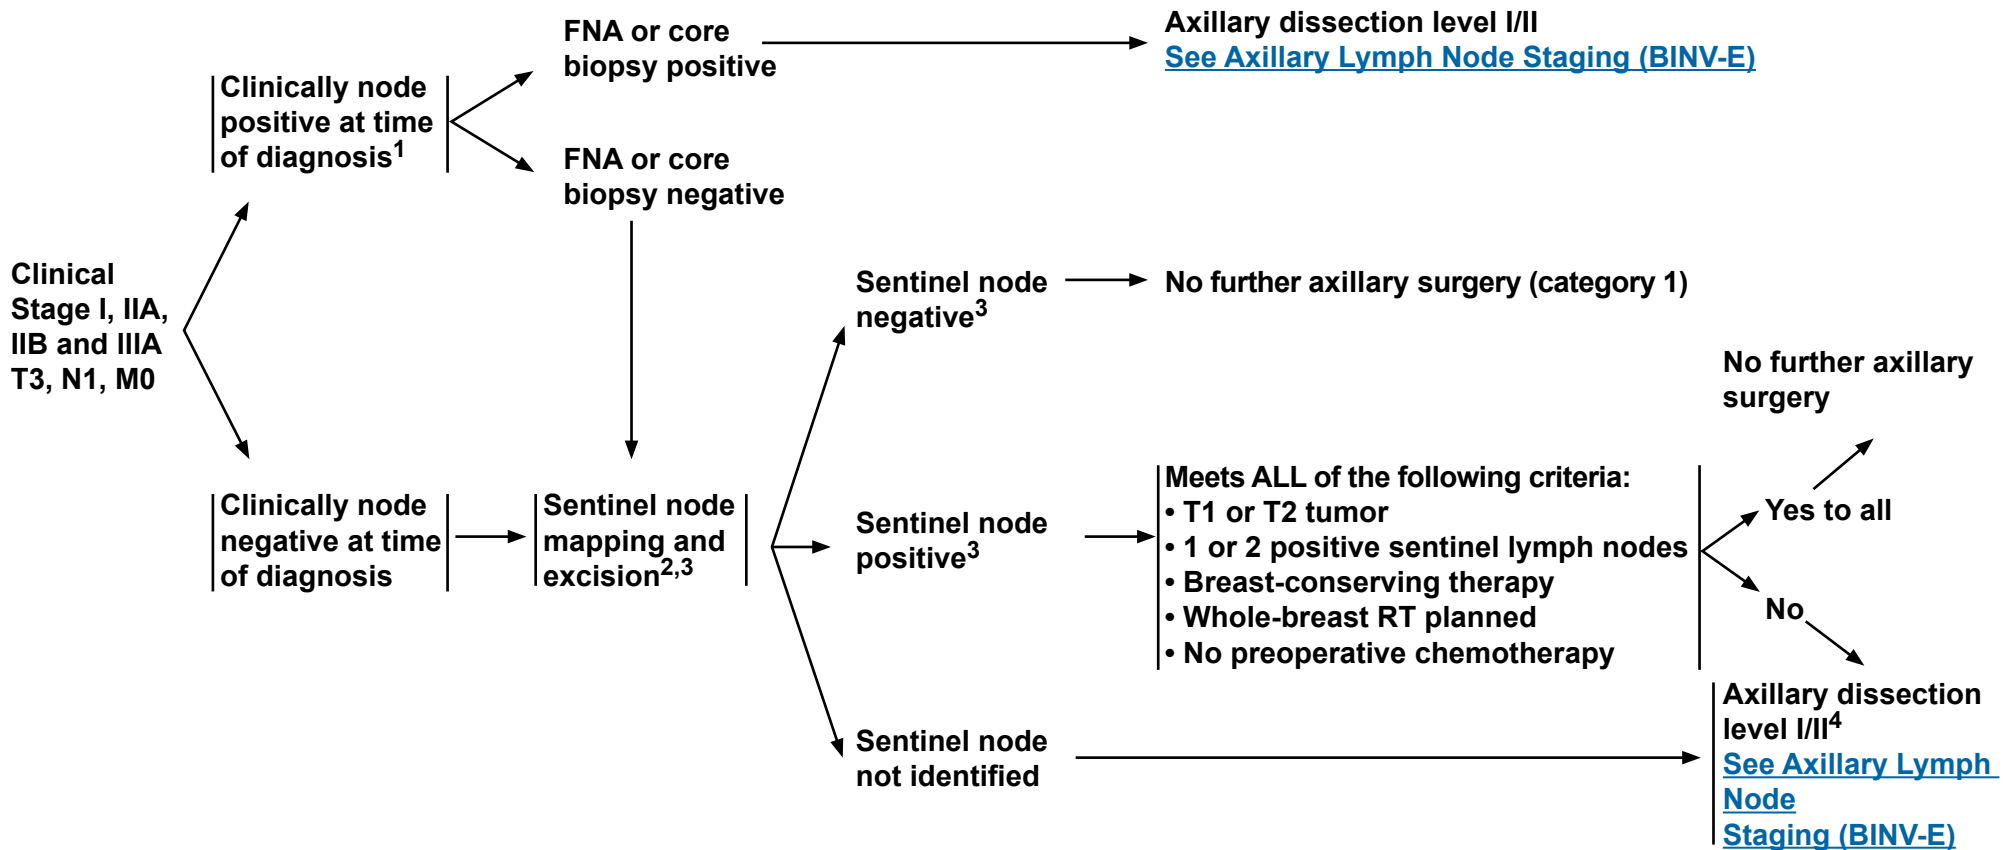 Clinical
Stage I, IIA,
IIB and IIIA
T3, N1, M0
Clinically node
positive at time
of diagnosis1
FNA or core
biopsy positive
Axillary dissection level I/II
See Axillary Lymph Node Staging (BINV-E)
FNA or core
biopsy negative
Clinically node
negative at time
of diagnosis
Sentinel node
mapping and
excision2,3
Sentinel node
negative3
No further axillary surgery (category 1)
Sentinel node
positive3
Meets ALL of the following criteria:
• T1 or T2 tumor
• 1 or 2 positive sentinel lymph nodes
• Breast-conserving therapy
• Whole-breast RT planned
• No preoperative chemotherapy
Yes to all
No further axillary
surgery
No
Sentinel node
not identified
Axillary dissection
level I/II4
See Axillary Lymph
Node
Staging (BINV-E)